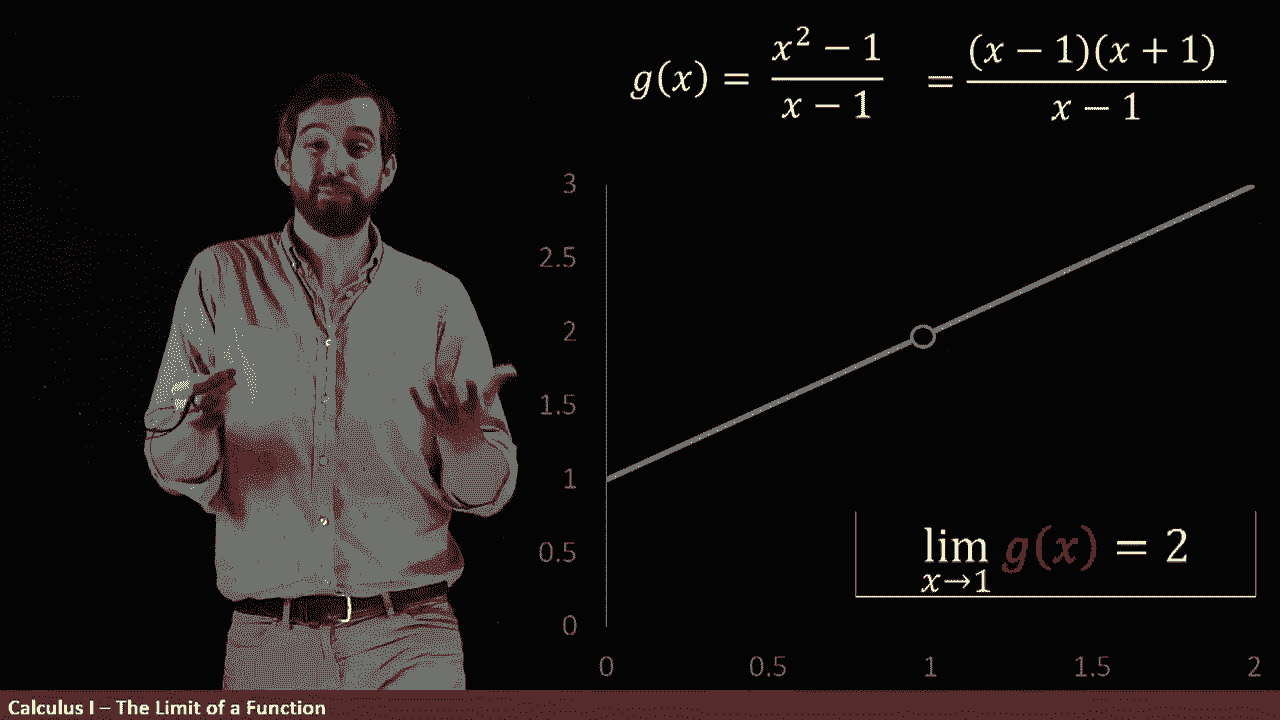 g(x) = x² − 1 / x − 1 = (x − 1)(x + 1) / x − 1
3
2.5
2
1.5
1
0.5
0
0 0.5 1 1.5 2
lim x→1 g(x) = 2
Calculus I – The Limit of a Function